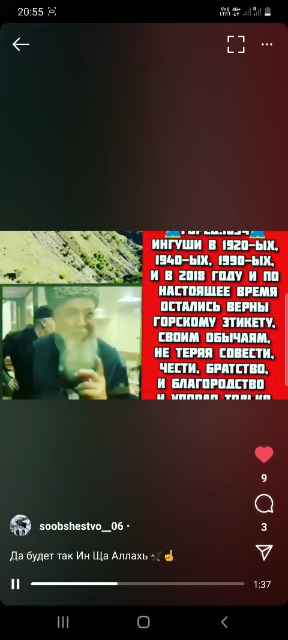 20:55
ИНГУШИ В 1920-ЫХ,
1940-ЫХ, 1990-ЫХ,
И В 2018 ГОДУ И ПО
НАСТОЯЩЕЕ ВРЕМЯ
ОСТАЛИСЬ ВЕРНЫ
ГОРСКОМУ ЭТИКЕТУ,
СВОИМ ОБЫЧАЯМ,
НЕ ТЕРЯЯ СОВЕСТИ,
ЧЕСТИ, БРАТСТВО,
И БЛАГОРОДСТВО
9
soobshestvo__06 •
3
Да будет так Ин Ща Аллахь
1:37